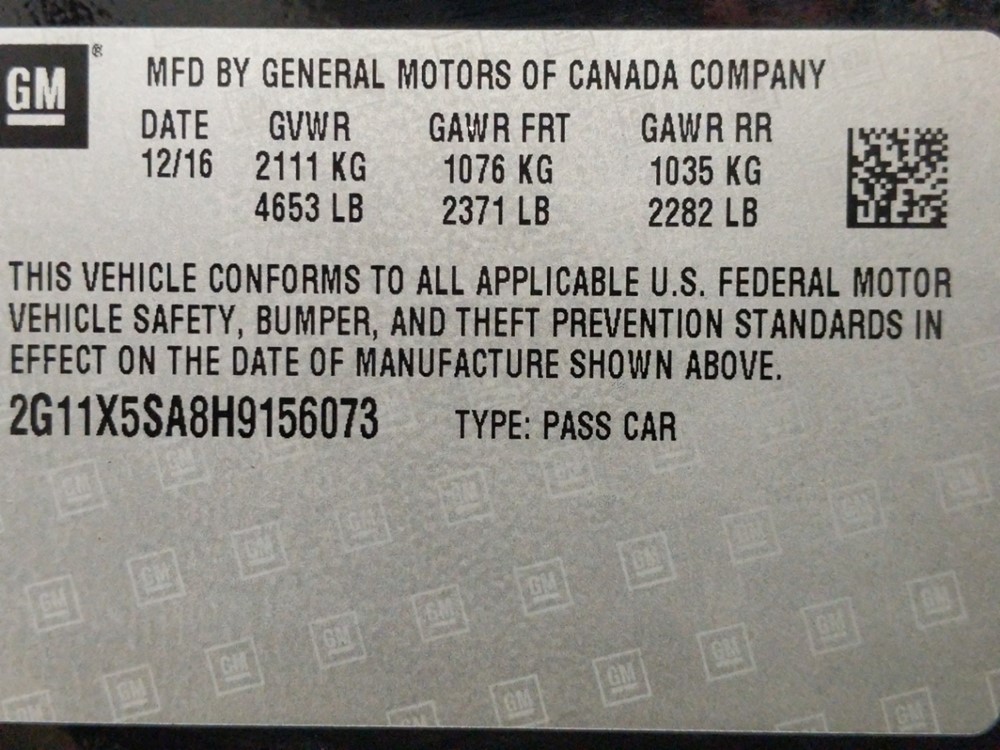 GM®
MFD BY GENERAL MOTORS OF CANADA COMPANY
DATE GVWR GAWR FRT GAWR RR
12/16 2111 KG 1076 KG 1035 KG
4653 LB 2371 LB 2282 LB
THIS VEHICLE CONFORMS TO ALL APPLICABLE U.S. FEDERAL MOTOR
VEHICLE SAFETY, BUMPER, AND THEFT PREVENTION STANDARDS IN
EFFECT ON THE DATE OF MANUFACTURE SHOWN ABOVE.
2G11X5SA8H9156073 TYPE: PASS CAR